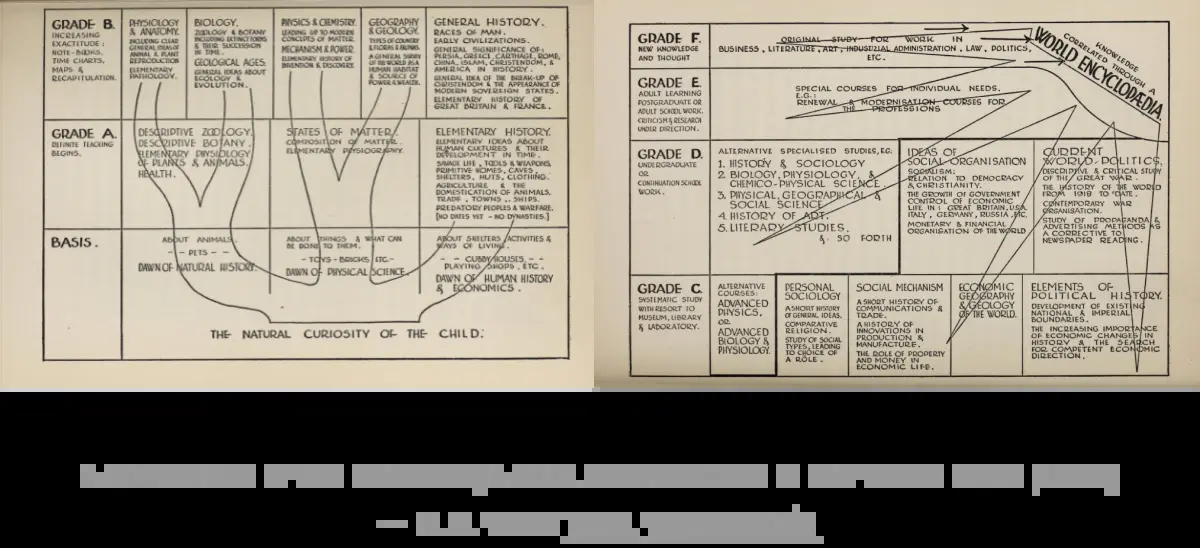 GRADE B.
INCREASING
EXACTITUDE:
NOTE-BOOKS,
TIME CHARTS,
MAPS &
RECAPITULATION.
PHYSIOLOGY
& ANATOMY.
INCLUDING CLEAR
GENERAL IDEAS OF
ANIMAL & PLANT
REPRODUCTION
ELEMENTARY
PATHOLOGY.
BIOLOGY.
ZOOLOGY & BOTANY
INCLUDING EXTINCT FORMS
& THEIR SUCCESSION
IN TIME.
GEOLOGICAL AGES.
GENERAL IDEAS ABOUT
ECOLOGY &
EVOLUTION.
PHYSICS & CHEMISTRY.
LEADING UP TO MODERN
CONCEPTS OF MATTER.
MECHANISM & POWER.
ELEMENTARY HISTORY OF
INVENTION & DISCOVERY.
GEOGRAPHY
& GEOLOGY.
TYPES OF COUNTRY
& FLORAS & FAUNAS.
A GENERAL SURVEY
OF THE WORLD AS A
HUMAN HABITAT
& SOURCE OF
POWER & WEALTH.
GENERAL HISTORY.
RACES OF MAN:
EARLY CIVILIZATIONS.
GENERAL SIGNIFICANCE OF:
PERSIA, GREECE, CARTHAGE, ROME,
CHINA, ISLAM, CHRISTENDOM, &
AMERICA IN HISTORY.
GENERAL IDEA OF THE BREAK-UP OF
CHRISTENDOM & THE APPEARANCE OF
MODERN SOVEREIGN STATES.
ELEMENTARY HISTORY OF
GREAT BRITAIN & FRANCE.
GRADE A.
DEFINITE TEACHING
BEGINS.
DESCRIPTIVE ZOOLOGY.
DESCRIPTIVE BOTANY.
ELEMENTARY PHYSIOLOGY
OF PLANTS & ANIMALS.
HEALTH.
STATES OF MATTER.
COMPOSITION OF MATTER.
ELEMENTARY PHYSIOGRAPHY.
ELEMENTARY HISTORY.
ELEMENTARY IDEAS ABOUT
HUMAN CULTURES & THEIR
DEVELOPMENT IN TIME.
SAVAGE LIFE, TOOLS & WEAPONS,
PRIMITIVE HOMES, CAVES,
SHELTERS, HUTS, CLOTHING.
AGRICULTURE & THE
DOMESTICATION OF ANIMALS.
TRADE, TOWNS, SHIPS.
PREDATORY PEOPLES & WARFARE.
[NO DATES YET - NO DYNASTIES.]
BASIS.
ABOUT ANIMALS
- - PETS - -
DAWN OF NATURAL HISTORY.
ABOUT THINGS & WHAT CAN
BE DONE TO THEM.
- TOYS - BRICKS ETC. -
DAWN OF PHYSICAL SCIENCE.
ABOUT SHELTERS ACTIVITIES &
WAYS OF LIVING.
- - CUBBY HOUSES - -
PLAYING SHOPS, ETC.
DAWN OF HUMAN HISTORY
& ECONOMICS.
THE NATURAL CURIOSITY OF THE CHILD.
GRADE F.
NEW KNOWLEDGE
AND THOUGHT
ORIGINAL STUDY FOR WORK IN
BUSINESS, LITERATURE, ART, INDUSTRIAL ADMINISTRATION, LAW, POLITICS,
ETC.
KNOWLEDGE
CORRELATED THROUGH A
WORLD ENCYCLOPÆDIA.
GRADE E.
ADULT LEARNING
POSTGRADUATE OR
ADULT SCHOOL WORK.
CRITICISM & RESEARCH
UNDER DIRECTION.
SPECIAL COURSES FOR INDIVIDUAL NEEDS.
E.G.:
RENEWAL & MODERNISATION COURSES FOR
THE PROFESSIONS
GRADE D.
UNDERGRADUATE
OR
CONTINUATION SCHOOL
WORK.
ALTERNATIVE SPECIALISED STUDIES, E.G:
1. HISTORY & SOCIOLOGY
2. BIOLOGY, PHYSIOLOGY, &
CHEMICO-PHYSICAL SCIENCE.
3. PHYSICAL, GEOGRAPHICAL &
SOCIAL SCIENCE
4. HISTORY OF ART.
5. LITERARY STUDIES.
& SO FORTH
IDEAS OF
SOCIAL ORGANISATION
SOCIALISM:
RELATION TO DEMOCRACY
& CHRISTIANITY.
THE GROWTH OF GOVERNMENT
CONTROL OF ECONOMIC
LIFE IN: GREAT BRITAIN, USA,
ITALY, GERMANY, RUSSIA, ETC.
MONETARY & FINANCIAL
ORGANISATION OF THE WORLD
CURRENT
WORLD-POLITICS,
DESCRIPTIVE & CRITICAL STUDY
OF THE GREAT WAR.
THE HISTORY OF THE WORLD
FROM 1918 TO DATE.
CONTEMPORARY WAR
ORGANISATION.
STUDY OF PROPAGANDA &
ADVERTISING METHODS AS
A CORRECTIVE TO
NEWSPAPER READING.
GRADE C.
SYSTEMATIC STUDY
WITH RESORT TO
MUSEUM, LIBRARY
& LABORATORY.
ALTERNATIVE
COURSES:
ADVANCED
PHYSICS,
OR
ADVANCED
BIOLOGY &
PHYSIOLOGY.
PERSONAL
SOCIOLOGY
A SHORT HISTORY
OF GENERAL IDEAS.
COMPARATIVE
RELIGION.
STUDY OF SOCIAL
TYPES, LEADING
TO CHOICE OF
A RÔLE.
SOCIAL MECHANISM
A SHORT HISTORY OF
COMMUNICATIONS &
TRADE.
A HISTORY OF
INNOVATIONS IN
PRODUCTION &
MANUFACTURE.
THE ROLE OF PROPERTY
AND MONEY IN
ECONOMIC LIFE.
ECONOMIC
GEOGRAPHY
& GEOLOGY
OF THE WORLD.
ELEMENTS OF
POLITICAL HISTORY.
DEVELOPMENT OF EXISTING
NATIONAL & IMPERIAL
BOUNDARIES.
THE INCREASING IMPORTANCE
OF ECONOMIC CHANGES IN
HISTORY & THE SEARCH
FOR COMPETENT ECONOMIC
DIRECTION.